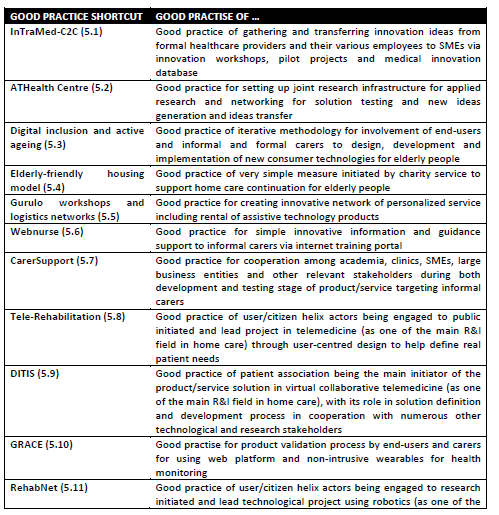 GOOD PRACTICE SHORTCUT GOOD PRACTISE OF ...
InTraMed-C2C (5.1) Good practice of gathering and transferring innovation ideas from
formal healthcare providers and their various employees to SMEs via
innovation workshops, pilot projects and medical innovation
database
ATHealth Centre (5.2) Good practice for setting up joint research infrastructure for applied
research and networking for solution testing and new ideas
generation and ideas transfer
Digital inclusion and active Good practice of iterative methodology for involvement of end-users
ageing (5.3) and informal and formal carers to design, development and
implementation of new consumer technologies for elderly people
Elderly-friendly housing Good practice of very simple measure initiated by charity service to
model (5.4) support home care continuation for elderly people
Gurulo workshops and Good practice for creating innovative network of personalized service
logistics networks (5.5) including rental of assistive technology products
Webnurse (5.6) Good practice for simple innovative information and guidance
support to informal carers via internet training portal
CarerSupport (5.7) Good practice for cooperation among academia, clinics, SMEs, large
business entities and other relevant stakeholders during both
development and testing stage of product/service targeting informal
carers
Tele-Rehabilitation (5.8) Good practice of user/citizen helix actors being engaged to public
initiated and lead project in telemedicine (as one of the main R&I
field in home care) through user-centred design to help define real
patient needs
DITIS (5.9) Good practice of patient association being the main initiator of the
product/service solution in virtual collaborative telemedicine (as one
of the main R&I field in home care), with its role in solution definition
and development process in cooperation with numerous other
technological and research stakeholders
GRACE (5.10) Good practise for product validation process by end-users and carers
for using web platform and non-intrusive wearables for health
monitoring
RehabNet (5.11) Good practice of user/citizen helix actors being engaged to research
initiated and lead technological project using robotics (as one of the